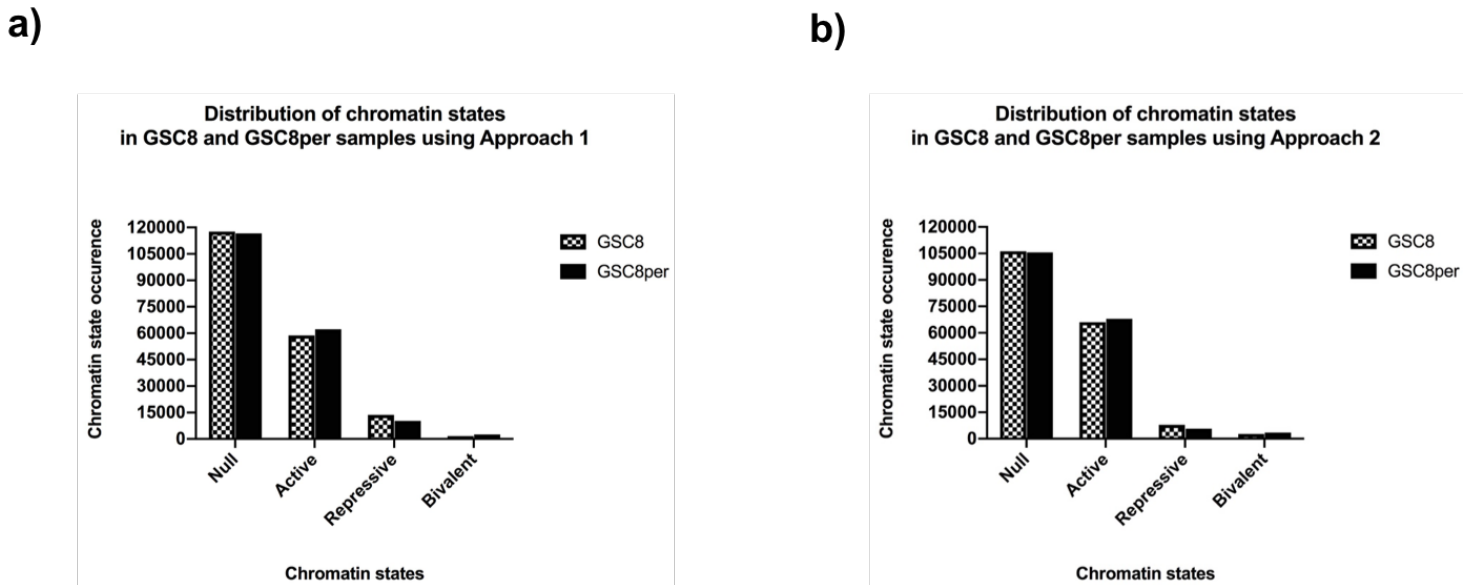 a)
Distribution of chromatin states
in GSC8 and GSC8per samples using Approach 1
Chromatin state occurence
120000
105000
90000
75000
60000
45000
30000
15000
0
GSC8
GSC8per
Null
Active
Repressive
Bivalent
Chromatin states
b)
Distribution of chromatin states
in GSC8 and GSC8per samples using Approach 2
Chromatin state occurence
120000
105000
90000
75000
60000
45000
30000
15000
0
GSC8
GSC8per
Null
Active
Repressive
Bivalent
Chromatin states